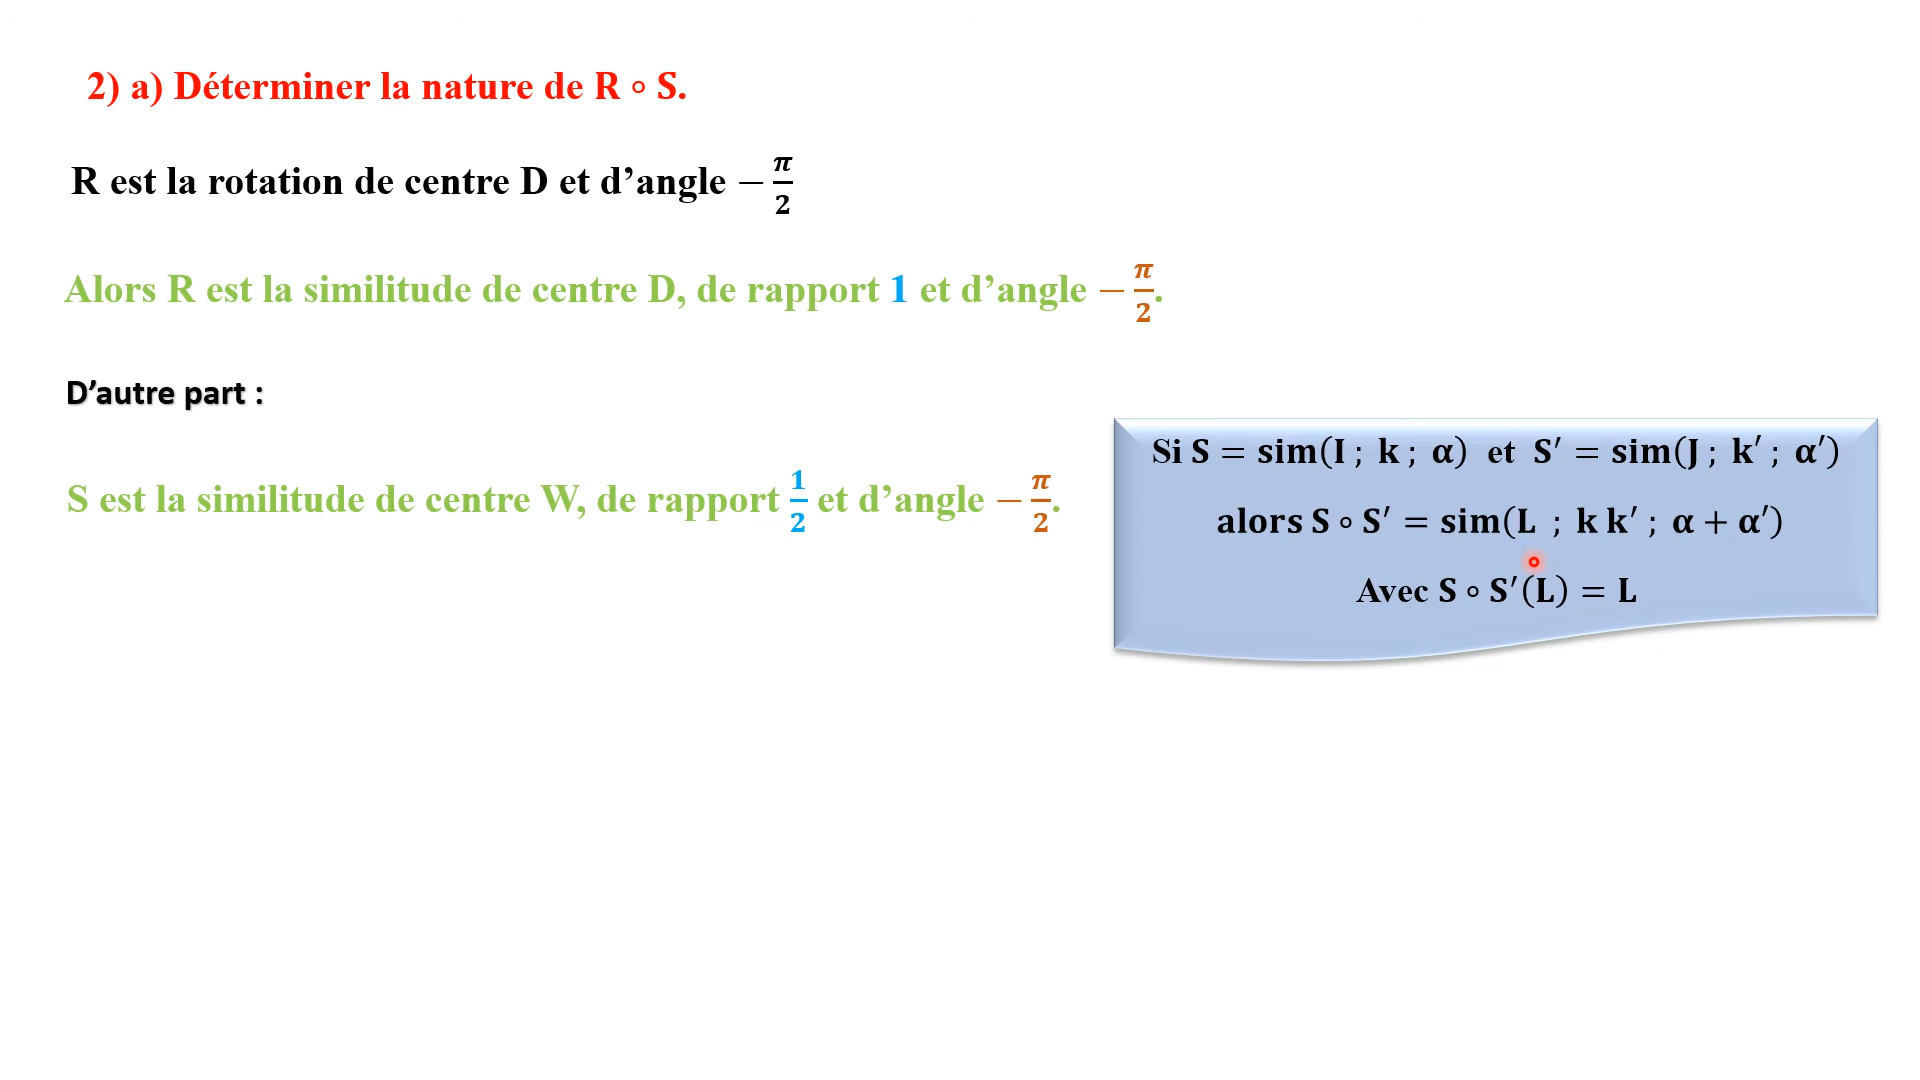 2) a) Déterminer la nature de R ∘ S.
R est la rotation de centre D et d’angle −π/2
Alors R est la similitude de centre D, de rapport 1 et d’angle −π/2.
D’autre part :
S est la similitude de centre W, de rapport 1/2 et d’angle −π/2.
Si S = sim(I ; k ; α) et S′ = sim(J ; k′ ; α′)
alors S ∘ S′ = sim(L ; k k′ ; α + α′)
Avec S ∘ S′(L) = L